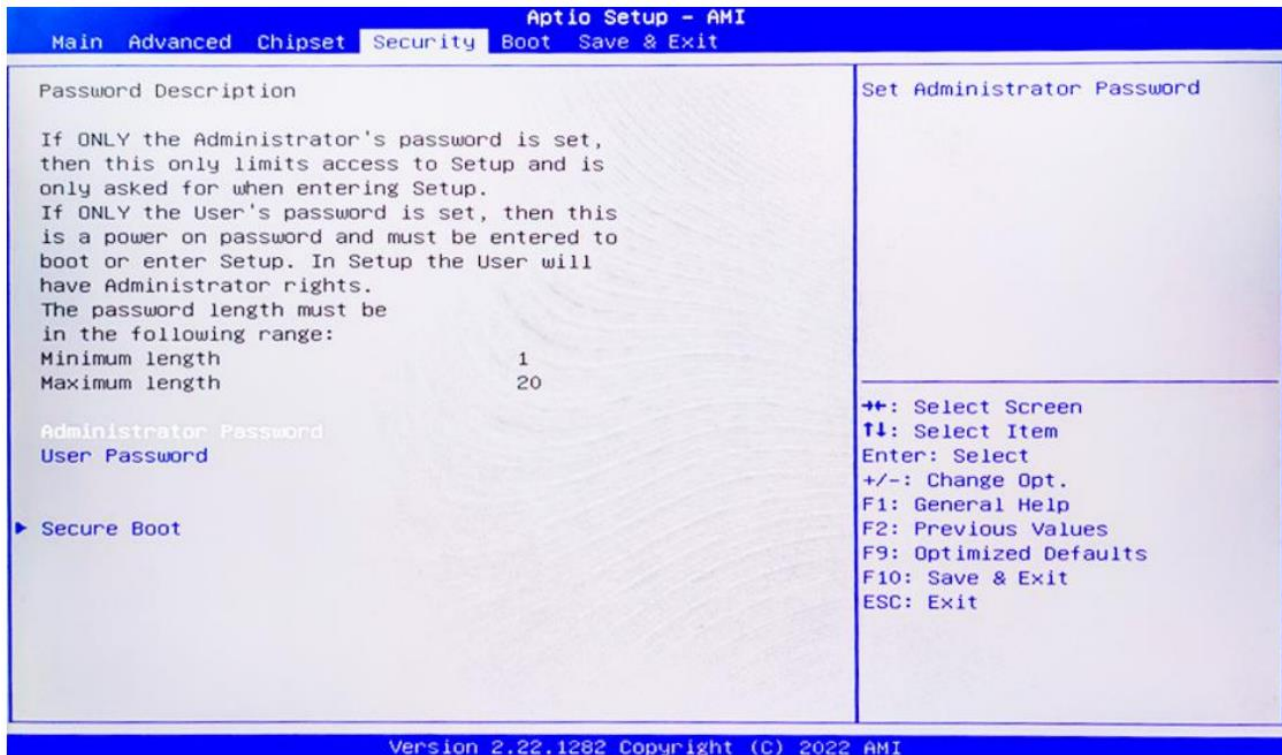 Aptio Setup - AMI
Main Advanced Chipset Security Boot Save & Exit
Password Description
If ONLY the Administrator's password is set,
then this only limits access to Setup and is
only asked for when entering Setup.
If ONLY the User's password is set, then this
is a power on password and must be entered to
boot or enter Setup. In Setup the User will
have Administrator rights.
The password length must be
in the following range:
Minimum length 1
Maximum length 20
Administrator Password
User Password
► Secure Boot
Set Administrator Password
→←: Select Screen
↑↓: Select Item
Enter: Select
+/-: Change Opt.
F1: General Help
F2: Previous Values
F9: Optimized Defaults
F10: Save & Exit
ESC: Exit
Version 2.22.1282 Copyright (C) 2022 AMI